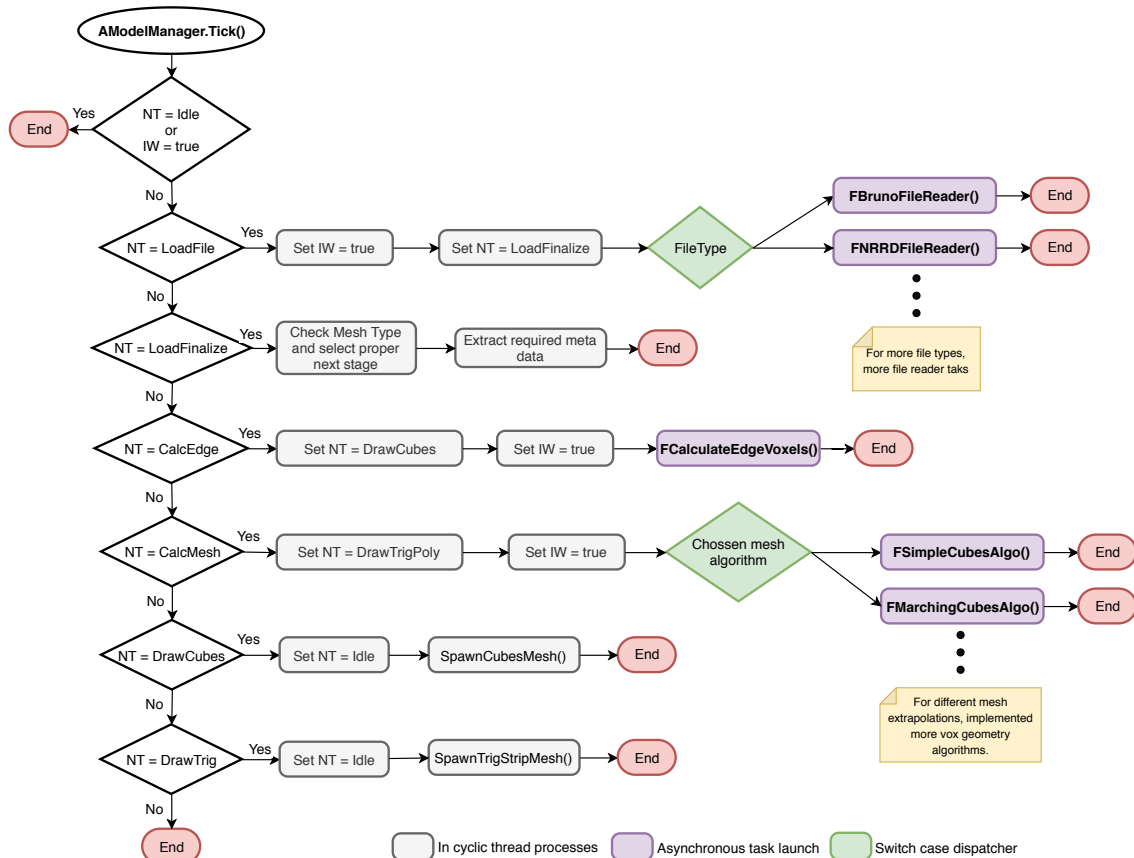 AModelManager.Tick()
NT = Idle
or
IW = true
Yes
End
No
NT = LoadFile
Yes
Set IW = true
Set NT = LoadFinalize
FileType
FBrunoFileReader()
End
FNRRDFileReader()
End
For more file types,
more file reader taks
No
NT = LoadFinalize
Yes
Check Mesh Type
and select proper
next stage
Extract required meta
data
End
No
NT = CalcEdge
Yes
Set NT = DrawCubes
Set IW = true
FCalculateEdgeVoxels()
End
No
NT = CalcMesh
Yes
Set NT = DrawTrigPoly
Set IW = true
Chossen mesh
algorithm
FSimpleCubesAlgo()
End
FMarchingCubesAlgo()
End
For different mesh
extrapolations, implemented
more vox geometry
algorithms.
No
NT = DrawCubes
Yes
Set NT = Idle
SpawnCubesMesh()
End
No
NT = DrawTrig
Yes
Set NT = Idle
SpawnTrigStripMesh()
End
No
End
In cyclic thread processes
Asynchronous task launch
Switch case dispatcher